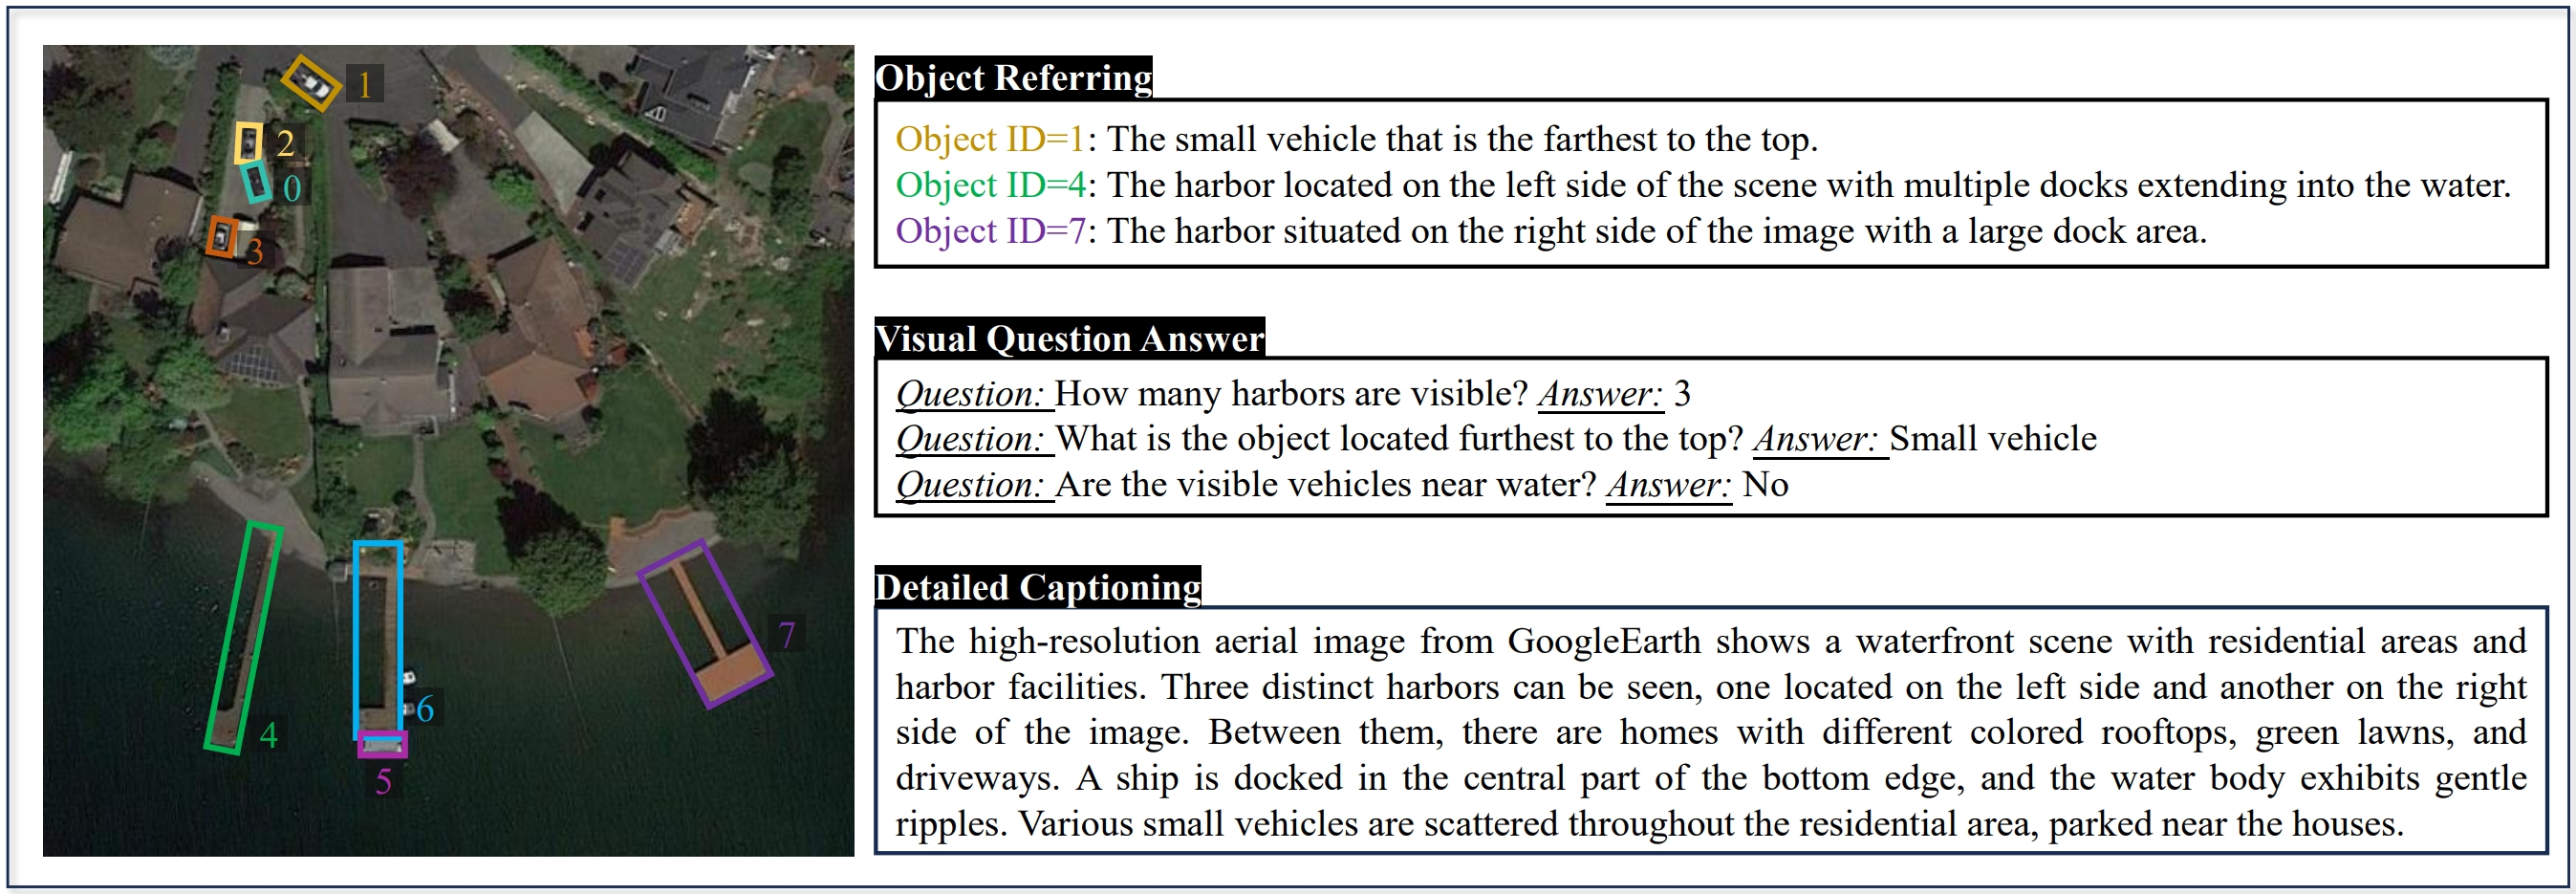 1
2
0
3
4
6
5
7
Object Referring
Object ID=1: The small vehicle that is the farthest to the top.
Object ID=4: The harbor located on the left side of the scene with multiple docks extending into the water.
Object ID=7: The harbor situated on the right side of the image with a large dock area.
Visual Question Answer
Question: How many harbors are visible? Answer: 3
Question: What is the object located furthest to the top? Answer: Small vehicle
Question: Are the visible vehicles near water? Answer: No
Detailed Captioning
The high-resolution aerial image from GoogleEarth shows a waterfront scene with residential areas and
harbor facilities. Three distinct harbors can be seen, one located on the left side and another on the right
side of the image. Between them, there are homes with different colored rooftops, green lawns, and
driveways. A ship is docked in the central part of the bottom edge, and the water body exhibits gentle
ripples. Various small vehicles are scattered throughout the residential area, parked near the houses.